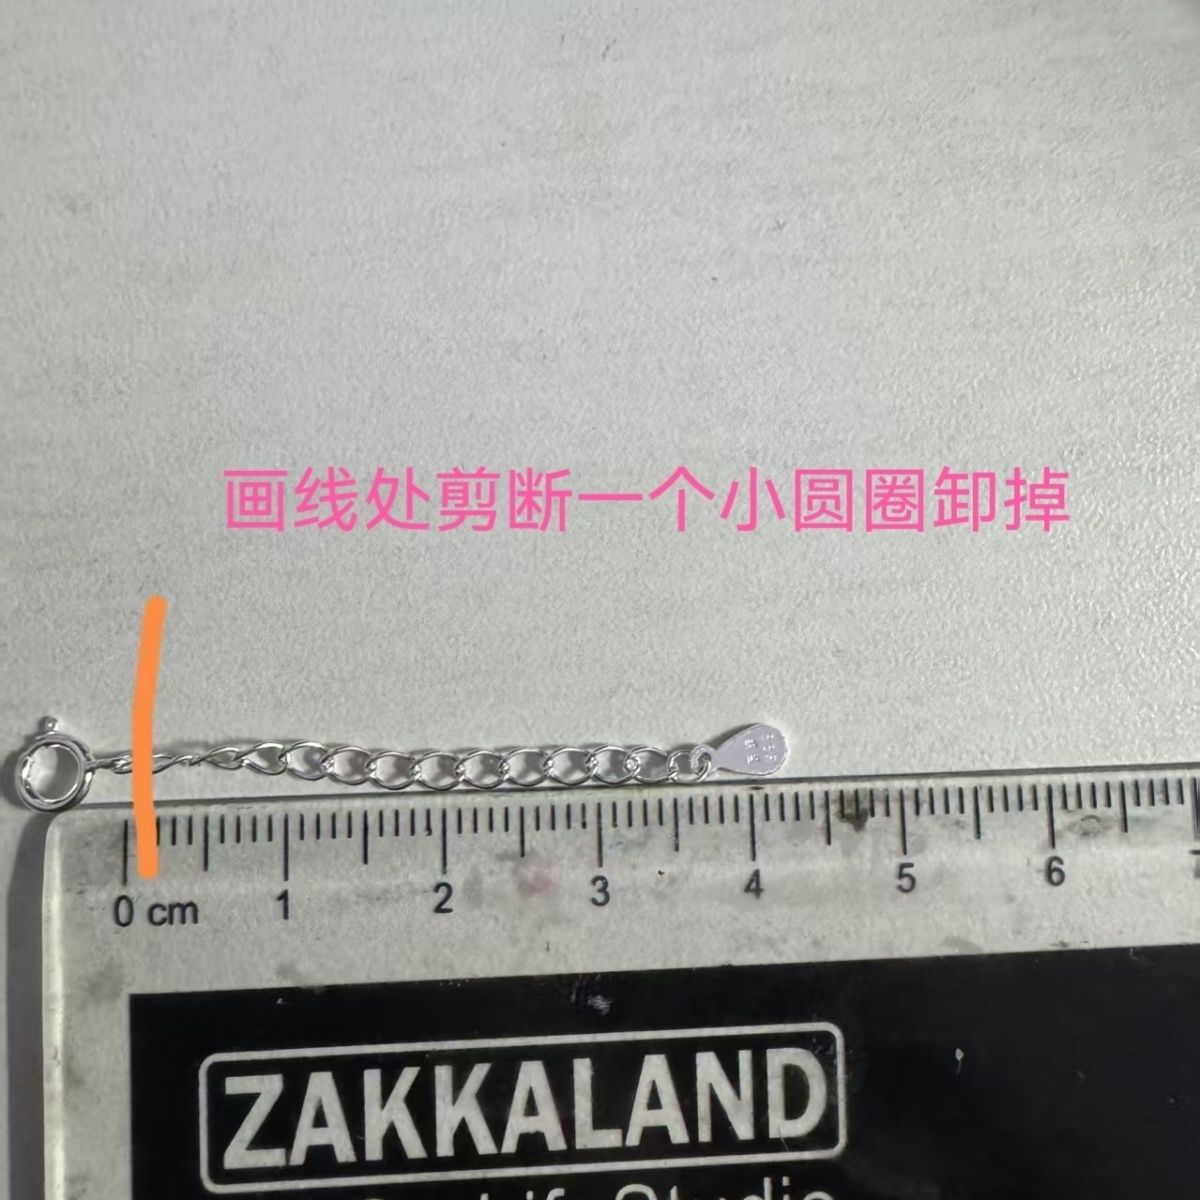 画线处剪断一个小圆圈卸掉
0 cm 1 2 3 4 5 6
ZAKKALAND
Studio